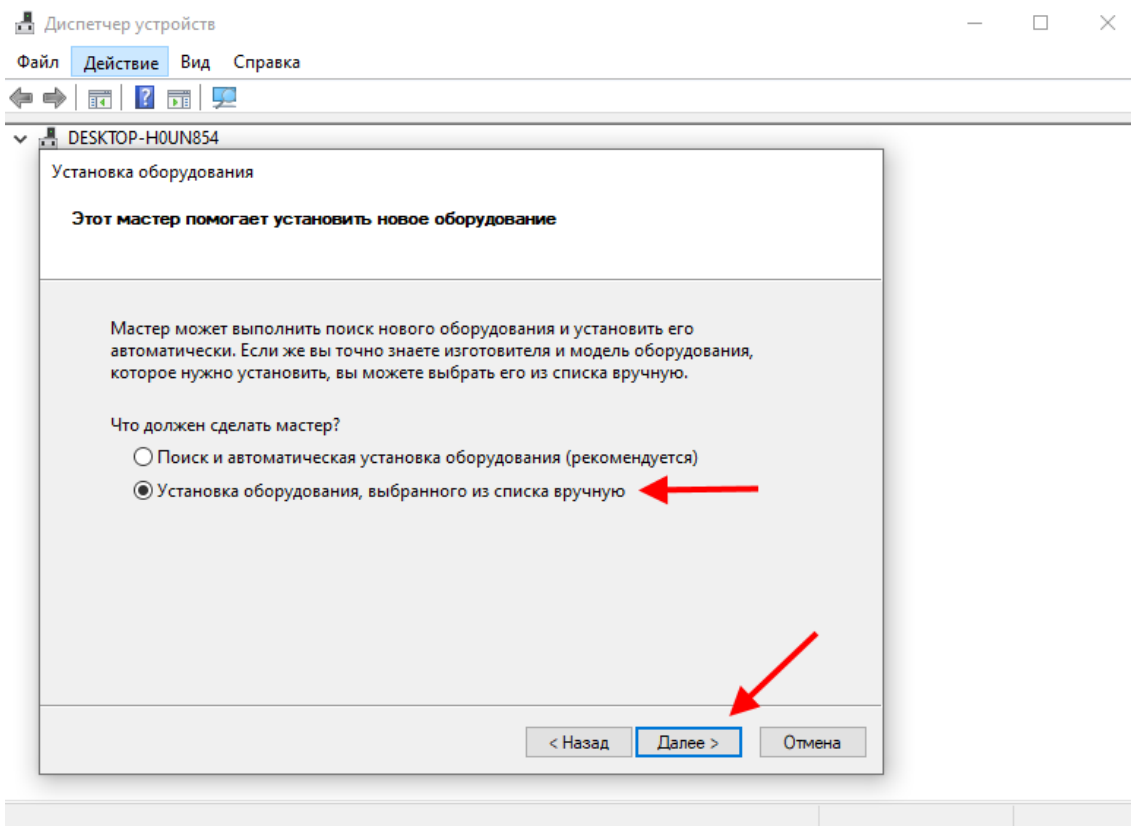 Диспетчер устройств
Файл Действие Вид Справка
DESKTOP-H0UN854
Установка оборудования
Этот мастер помогает установить новое оборудование
Мастер может выполнить поиск нового оборудования и установить его
автоматически. Если же вы точно знаете изготовителя и модель оборудования,
которое нужно установить, вы можете выбрать его из списка вручную.
Что должен сделать мастер?
Поиск и автоматическая установка оборудования (рекомендуется)
Установка оборудования, выбранного из списка вручную
< Назад Далее > Отмена